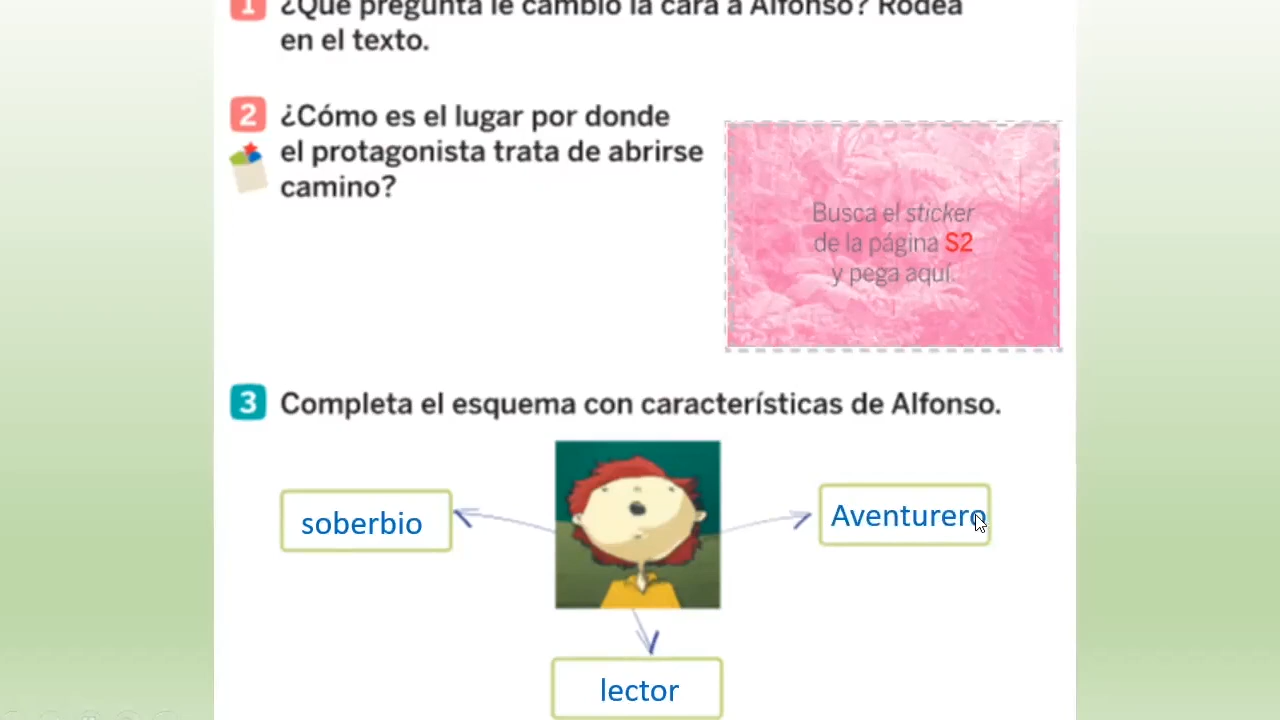 1 ¿Qué pregunta le cambió la cara a Alfonso? Rodea
en el texto.
2 ¿Cómo es el lugar por donde
el protagonista trata de abrirse
camino?
Busca el sticker
de la página S2
y pega aquí.
3 Completa el esquema con características de Alfonso.
soberbio
Aventurero
lector